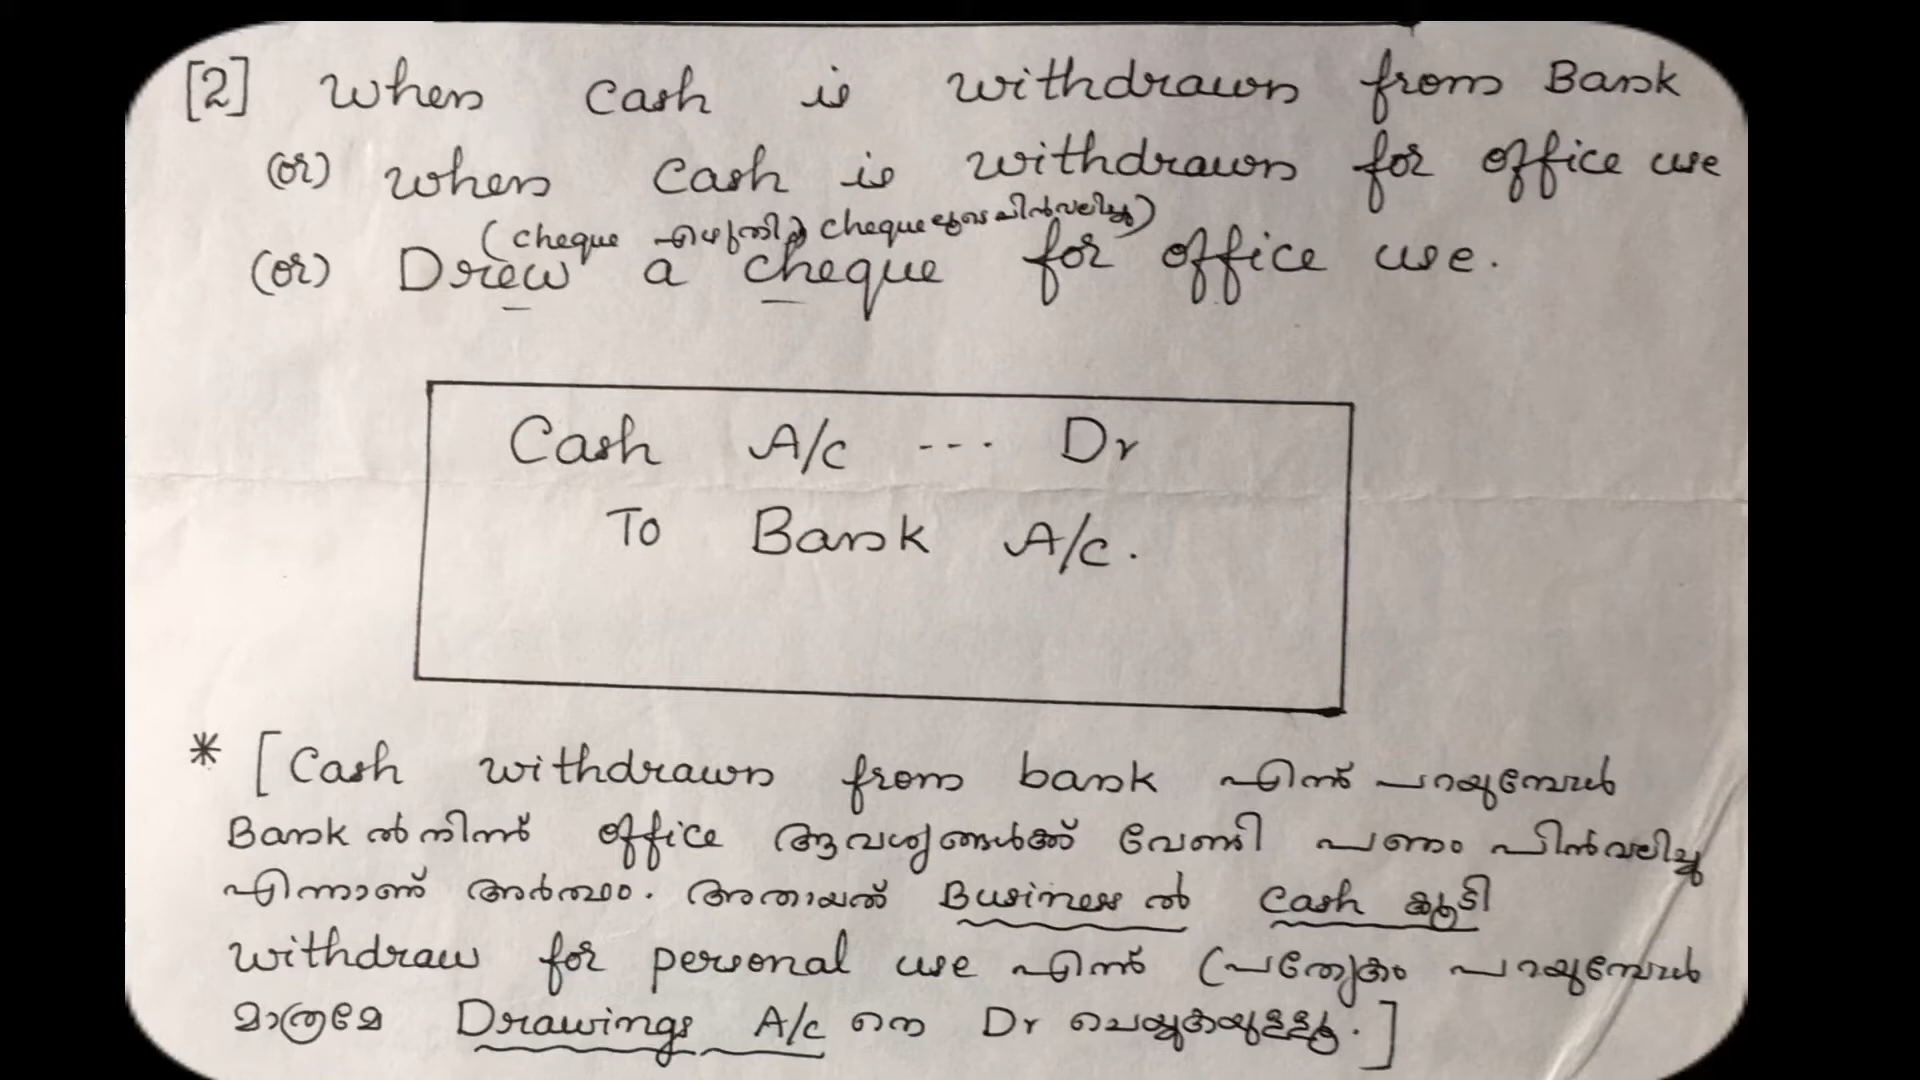 [2] When cash is withdrawn from Bank
(or) When cash is withdrawn for office use
(cheque എഴുതി cheque മുഖേന പിൻവലിച്ചു)
(or) Drew a cheque for office use.
Cash A/c --- Dr
To Bank A/c.
* [Cash withdrawn from bank എന്ന് പറയുമ്പോൾ
Bank ൽ നിന്ന് office ആവശ്യങ്ങൾക്ക് വേണ്ടി പണം പിൻവലിച്ചു
എന്നാണ് അർത്ഥം. അതായത് Business ൽ Cash കൂടി
Withdraw for personal use എന്ന് (പത്യേകം പറയുമ്പോൾ
മാത്രമേ Drawings A/c നെ Dr ചെയ്യുകയുള്ളൂ.]